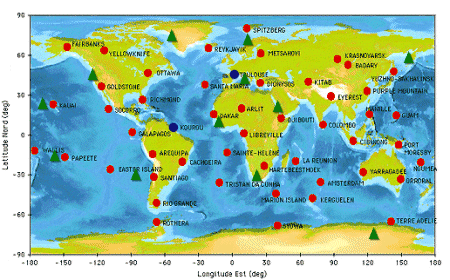 90
60
30
0
-30
-60
-90
Latitude Nord (deg)
SPITZBERG
FAIRBANKS
YELLOWKNIFE
REYKJAVIK
METSAHOVI
KRASNOYARSK
BADARY
OTTAWA
TOULOUSE
YUZHNO-SAKHALINSK
GOLDSTONE
SANTA MARIA
DIONYSOS
KITAB
EVEREST
PURPLE MOUNTAIN
RICHMOND
KAUAI
SOCORRO
DAKAR
ARLIT
DJIBOUTI
MANILLE
GUAM
COLOMBO
GALAPAGOS
KOUROU
LIBREVILLE
CIBINONG
PORT
MORESBY
WALLIS
PAPEETE
AREQUIPA
CACHOEIRA
SAINTE-HELENE
LA REUNION
NOUMEA
EASTER ISLAND
SANTIAGO
HARTEBEESTHOEK
YARRAGADEE
ORRORAL
TRISTAN DA CUNHA
AMSTERDAM
MARION ISLAND
KERGUELEN
RIO GRANDE
ROTHERA
SYOWA
TERRE ADELIE
-180 -150 -120 -90 -60 -30 0 30 60 90 120 150 180
Longitude Est (deg)